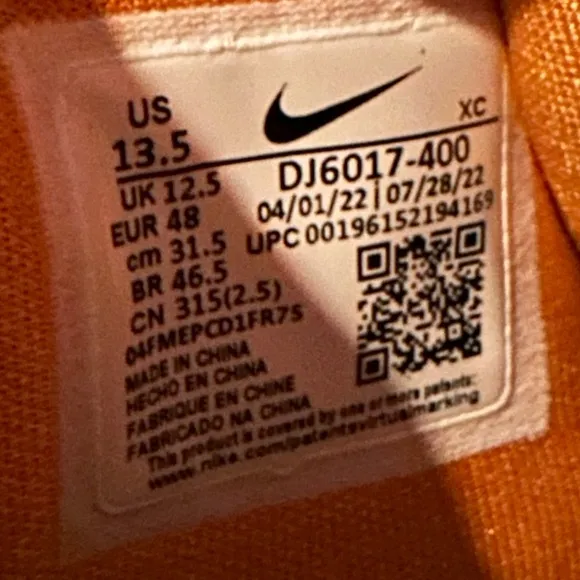 US
13.5
XC
UK 12.5
DJ6017-400
EUR 48
04/01/22 | 07/28/22
cm 31.5
UPC 00196152194169
BR 46.5
CN 315(2.5)
04FMEPCD1FR7S
MADE IN CHINA
HECHO EN CHINA
FABRIQUE EN CHINE
FABRICADO NA CHINA
This product is covered by one or more patents:
www.nike.com/patentsvirtualmarking